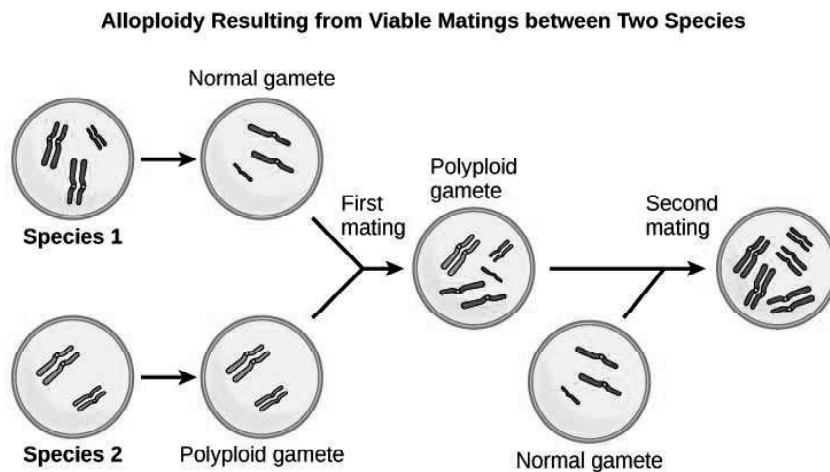 Alloploidy Resulting from Viable Matings between Two Species
Normal gamete
Species 1
First
mating
Polyploid
gamete
Second
mating
Species 2
Polyploid gamete
Normal gamete